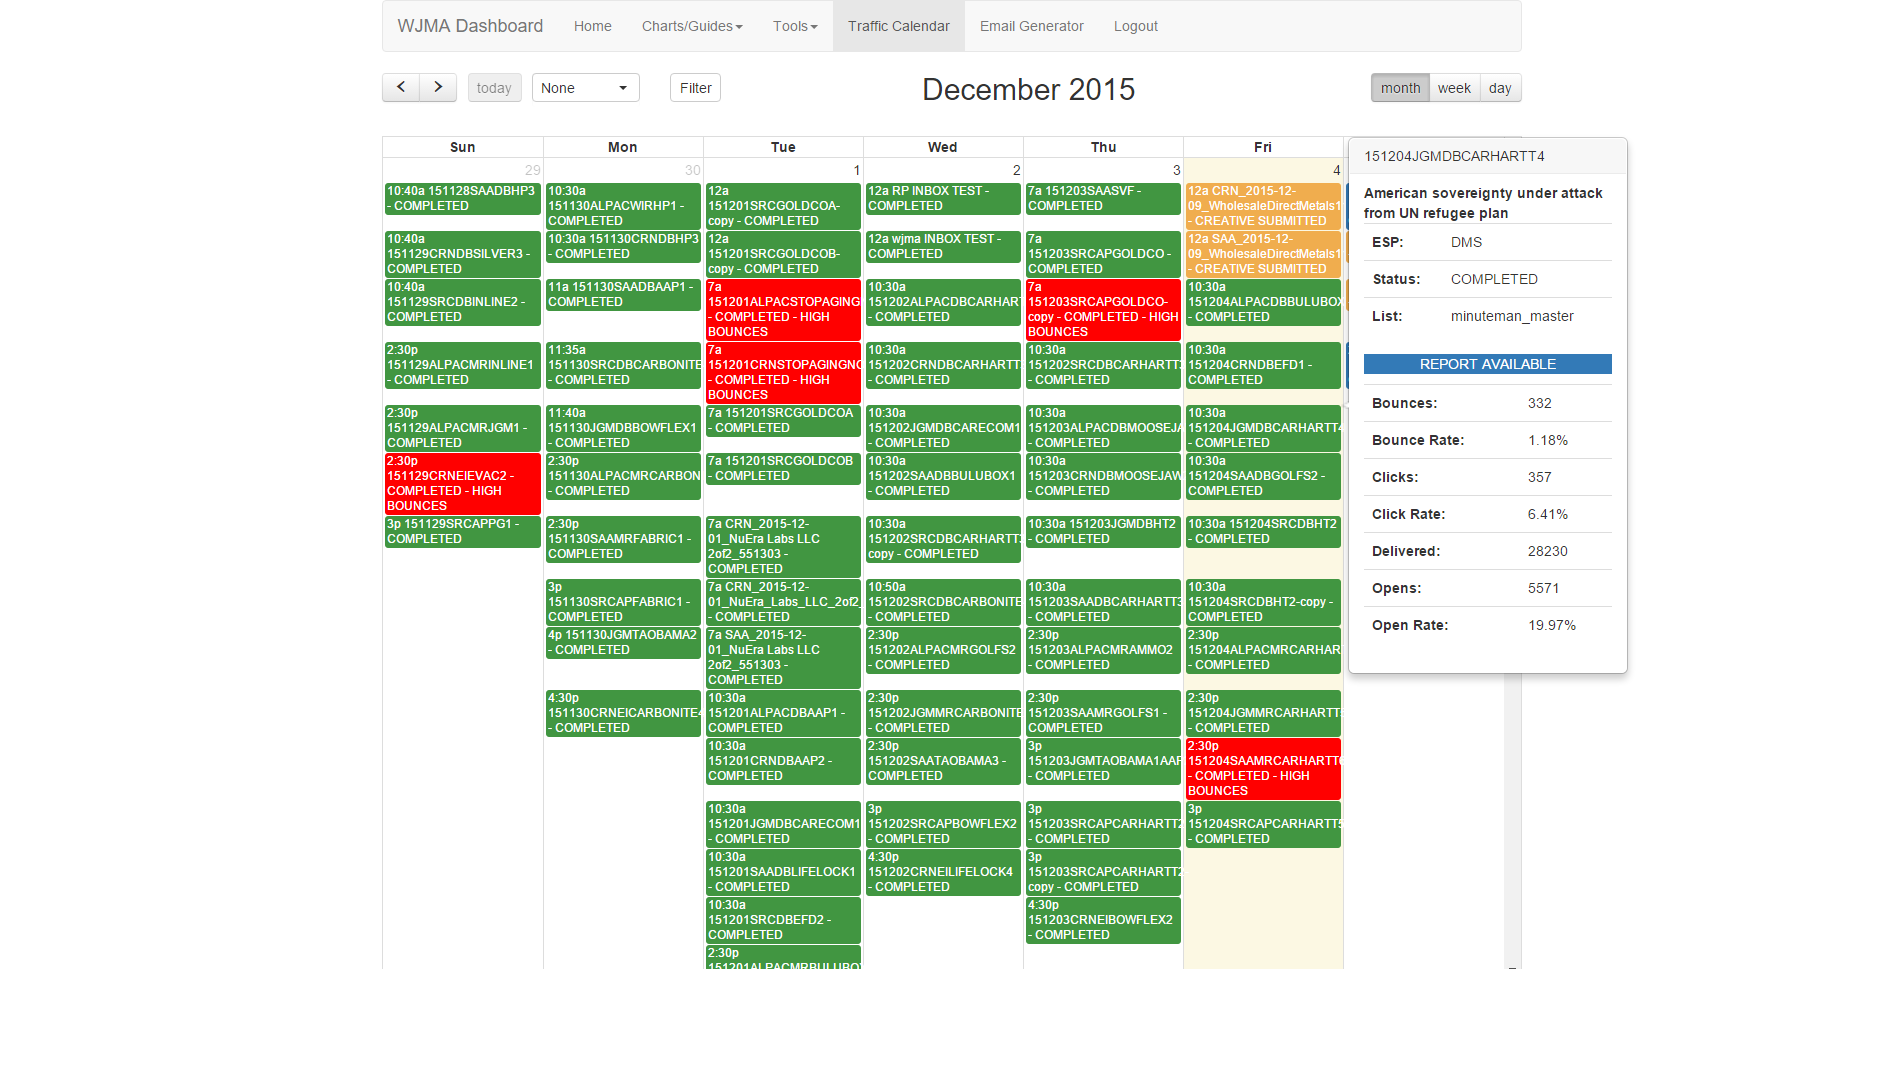 WJMA Dashboard Home Charts/Guides Tools Traffic Calendar Email Generator Logout
today None Filter December 2015 month week day
Sun Mon Tue Wed Thu Fri
29 30 1 2 3 4
10:40a 151128SAADBHP3
- COMPLETED
10:40a
151129CRNDBSILVER3 -
COMPLETED
10:40a
151129SRCDBINLINE2 -
COMPLETED
2:30p
151129ALPACMRINLINE1
- COMPLETED
2:30p
151129ALPACMRJGM1 -
COMPLETED
2:30p
151129CRNEIEVAC2 -
COMPLETED - HIGH
BOUNCES
3p 151129SRCAPPG1 -
COMPLETED
10:30a
151130ALPACWIRHP1 -
COMPLETED
10:30a 151130CRNDBHP3
- COMPLETED
11a 151130SAADBAAP1 -
COMPLETED
11:35a
151130SRCDBCARBONITE
- COMPLETED
11:40a
151130JGMDBBOWFLEX1
- COMPLETED
2:30p
151130ALPACMRCARBON
- COMPLETED
2:30p
151130SAAMRFABRIC1 -
COMPLETED
3p
151130SRCAPFABRIC1 -
COMPLETED
4p 151130JGMTAOBAMA2
- COMPLETED
4:30p
151130CRNEICARBONITE4
- COMPLETED
12a
151201SRCGOLDCOA-
copy - COMPLETED
12a
151201SRCGOLDCOB-
copy - COMPLETED
7a
151201ALPACSTOPAGING
- COMPLETED - HIGH
BOUNCES
7a
151201CRNSTOPAGINGNO
- COMPLETED - HIGH
BOUNCES
7a 151201SRCGOLDCOA
- COMPLETED
7a 151201SRCGOLDCOB
- COMPLETED
7a CRN_2015-12-
01_NuEra Labs LLC
2of2_551303 -
COMPLETED
7a CRN_2015-12-
01_NuEra_Labs_LLC_2of2_
- COMPLETED
7a SAA_2015-12-
01_NuEra Labs LLC
2of2_551303 -
COMPLETED
10:30a
151201ALPACDBAAP1 -
COMPLETED
10:30a
151201CRNDBAAP2 -
COMPLETED
10:30a
151201JGMDBCARECOM1
- COMPLETED
10:30a
151201SAADBLIFELOCK1
- COMPLETED
10:30a
151201SRCDBEFD2 -
COMPLETED
2:30p
151201ALPACMRBULUBOX
12a RP INBOX TEST -
COMPLETED
12a wjma INBOX TEST -
COMPLETED
10:30a
151202ALPACDBCARHAR
- COMPLETED
10:30a
151202CRNDBCARHARTT
- COMPLETED
10:30a
151202JGMDBCARECOM1
- COMPLETED
10:30a
151202SAADBBULUBOX1
- COMPLETED
10:30a
151202SRCDBCARHARTT
copy - COMPLETED
10:50a
151202SRCDBCARBONITE
- COMPLETED
2:30p
151202ALPACMRGOLFS2
- COMPLETED
2:30p
151202JGMMRCARBONITE
- COMPLETED
2:30p
151202SAATAOBAMA3 -
COMPLETED
3p
151202SRCAPBOWFLEX2
- COMPLETED
4:30p
151202CRNEILIFELOCK4
- COMPLETED
7a 151203SAASVF -
COMPLETED
7a
151203SRCAPGOLDCO -
COMPLETED
7a
151203SRCAPGOLDCO-
copy - COMPLETED - HIGH
BOUNCES
10:30a
151202SRCDBCARHARTT
- COMPLETED
10:30a
151203ALPACDBMOOSEJA
- COMPLETED
10:30a
151203CRNDBMOOSEJAW
- COMPLETED
10:30a 151203JGMDBHT2
- COMPLETED
10:30a
151203SAADBCARHARTT3
- COMPLETED
2:30p
151203ALPACMRAMMO2
- COMPLETED
2:30p
151203SAAMRGOLFS1 -
COMPLETED
3p
151203JGMTAOBAMA1AAF
- COMPLETED
3p
151203SRCAPCARHARTT2
- COMPLETED
3p
151203SRCAPCARHARTT2
copy - COMPLETED
4:30p
151203CRNEIBOWFLEX2
- COMPLETED
12a CRN_2015-12-
09_WholesaleDirectMetals1
- CREATIVE SUBMITTED
12a SAA_2015-12-
09_WholesaleDirectMetals1
- CREATIVE SUBMITTED
10:30a
151204ALPACDBBULUBOX
- COMPLETED
10:30a
151204CRNDBEFD1 -
COMPLETED
10:30a
151204JGMDBCARHARTT4
- COMPLETED
10:30a
151204SAADBGOLFS2 -
COMPLETED
10:30a 151204SRCDBHT2
- COMPLETED
10:30a
151204SRCDBHT2-copy -
COMPLETED
2:30p
151204ALPACMRCARHAR
- COMPLETED
2:30p
151204JGMMRCARHARTT
- COMPLETED
2:30p
151204SAAMRCARHARTT6
- COMPLETED - HIGH
BOUNCES
3p
151204SRCAPCARHARTT5
- COMPLETED
151204JGMDBCARHARTT4
American sovereignty under attack
from UN refugee plan
ESP: DMS
Status: COMPLETED
List: minuteman_master
REPORT AVAILABLE
Bounces: 332
Bounce Rate: 1.18%
Clicks: 357
Click Rate: 6.41%
Delivered: 28230
Opens: 5571
Open Rate: 19.97%